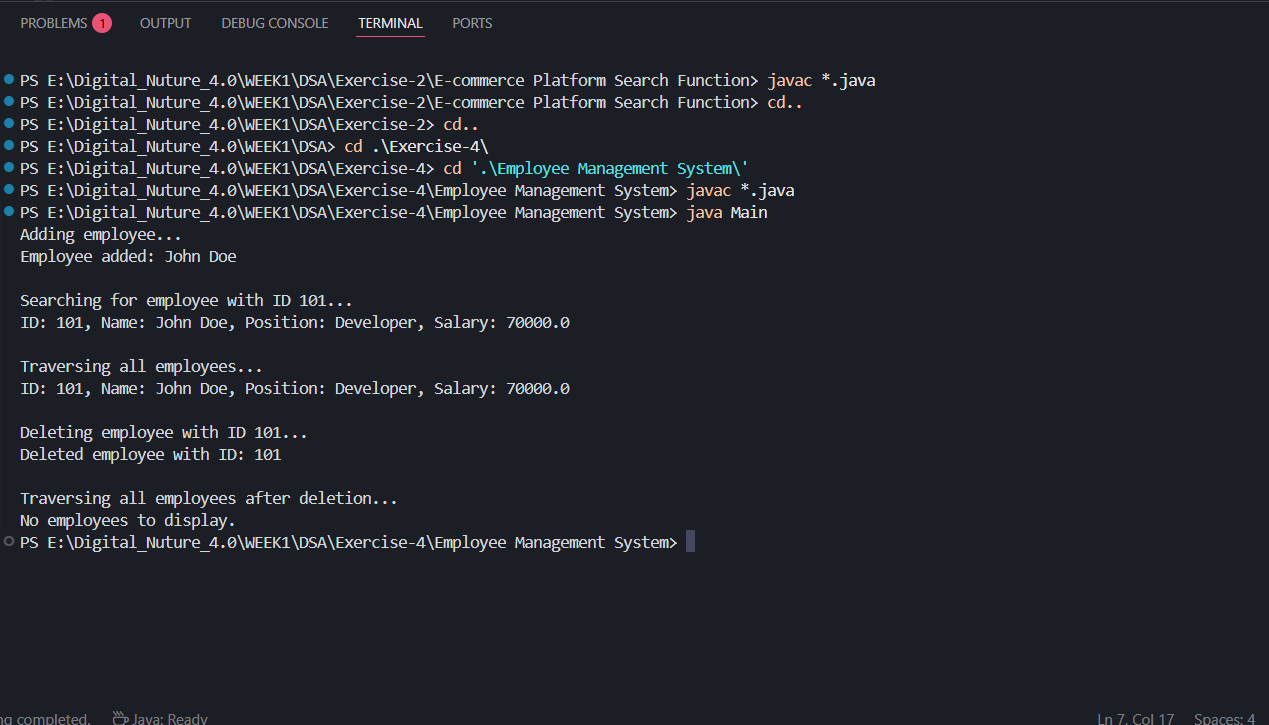 PROBLEMS 1 OUTPUT DEBUG CONSOLE TERMINAL PORTS
PS E:\Digital_Nuture_4.0\WEEK1\DSA\Exercise-2\E-commerce Platform Search Function> javac *.java
PS E:\Digital_Nuture_4.0\WEEK1\DSA\Exercise-2\E-commerce Platform Search Function> cd..
PS E:\Digital_Nuture_4.0\WEEK1\DSA\Exercise-2> cd..
PS E:\Digital_Nuture_4.0\WEEK1\DSA> cd .\Exercise-4\
PS E:\Digital_Nuture_4.0\WEEK1\DSA\Exercise-4> cd '.\Employee Management System\'
PS E:\Digital_Nuture_4.0\WEEK1\DSA\Exercise-4\Employee Management System> javac *.java
PS E:\Digital_Nuture_4.0\WEEK1\DSA\Exercise-4\Employee Management System> java Main
Adding employee...
Employee added: John Doe
Searching for employee with ID 101...
ID: 101, Name: John Doe, Position: Developer, Salary: 70000.0
Traversing all employees...
ID: 101, Name: John Doe, Position: Developer, Salary: 70000.0
Deleting employee with ID 101...
Deleted employee with ID: 101
Traversing all employees after deletion...
No employees to display.
PS E:\Digital_Nuture_4.0\WEEK1\DSA\Exercise-4\Employee Management System>
completed. Java: Ready Ln 7, Col 17 Spaces: 4